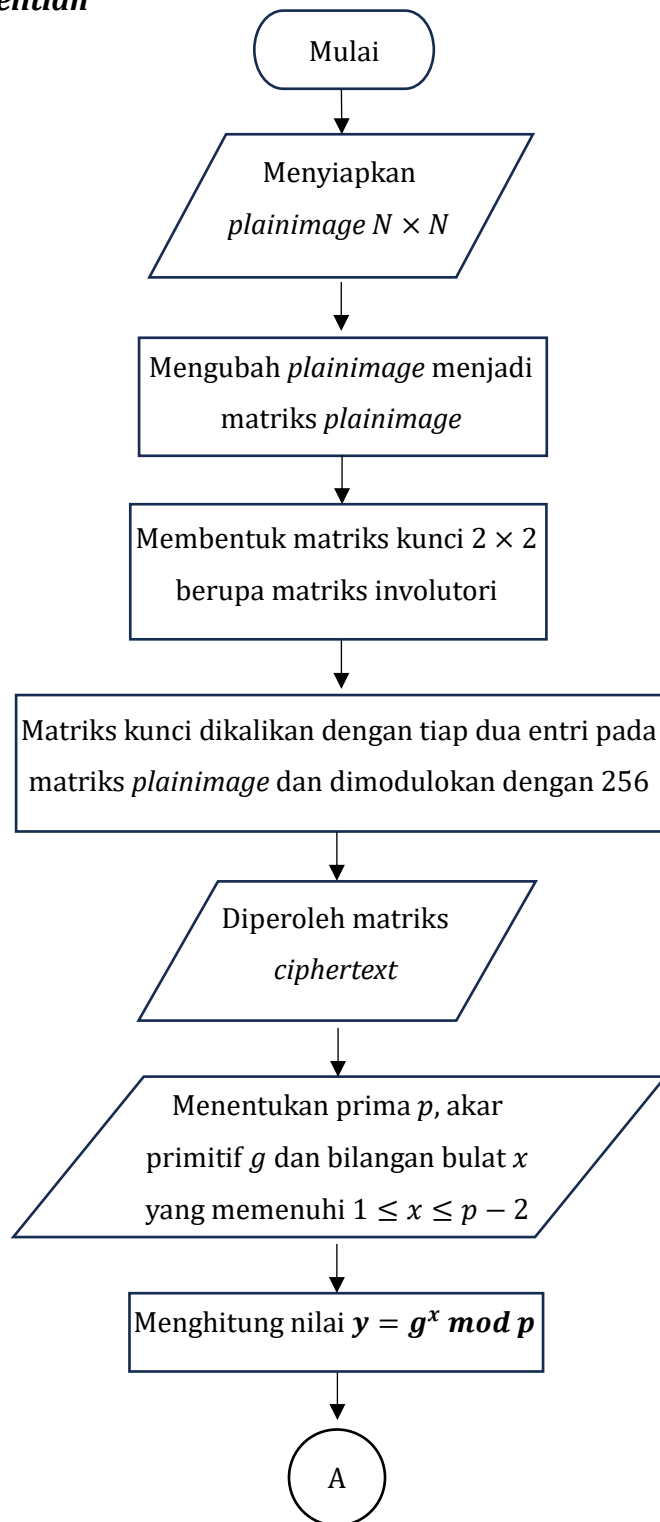 Mulai
Menyiapkan
plainimage N × N
Mengubah plainimage menjadi
matriks plainimage
Membentuk matriks kunci 2 × 2
berupa matriks involutori
Matriks kunci dikalikan dengan tiap dua entri pada
matriks plainimage dan dimodulokan dengan 256
Diperoleh matriks
ciphertext
Menentukan prima p, akar
primitif g dan bilangan bulat x
yang memenuhi 1 ≤ x ≤ p − 2
Menghitung nilai y = gˣ mod p
A